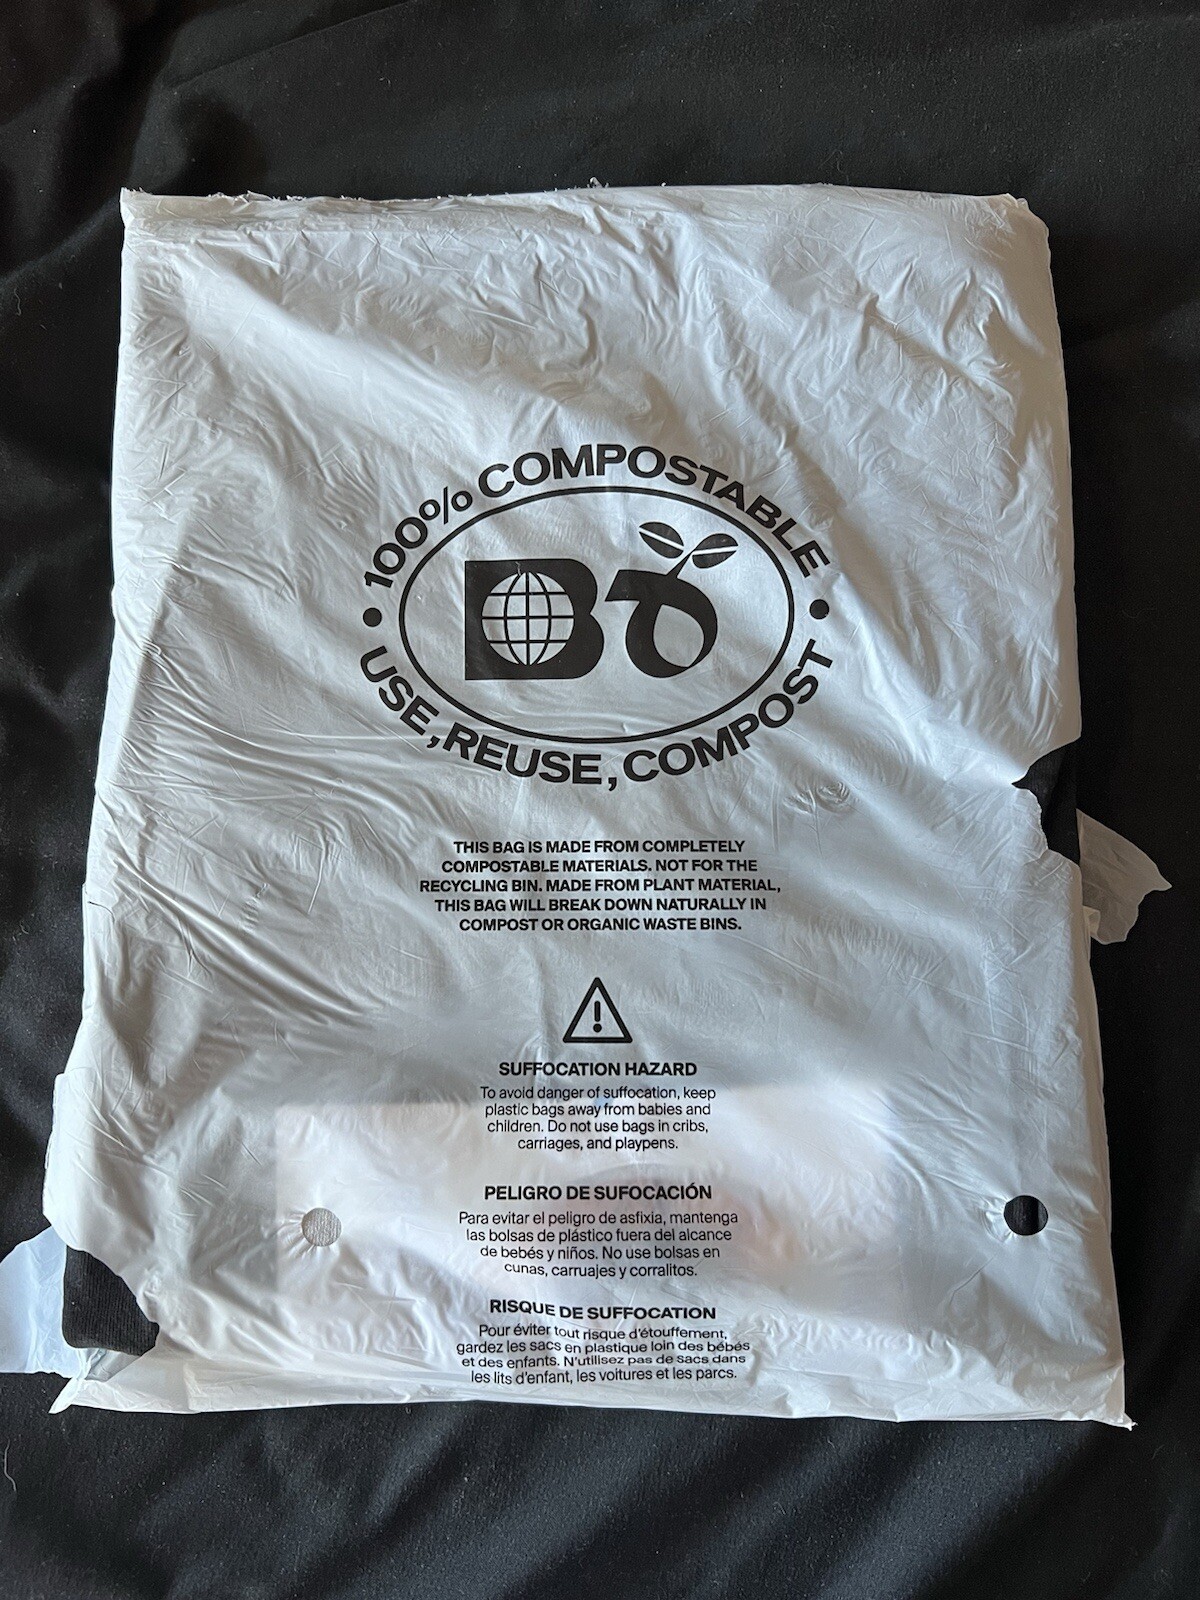 100% COMPOSTABLE
USE, REUSE, COMPOST
THIS BAG IS MADE FROM COMPLETELY
COMPOSTABLE MATERIALS. NOT FOR THE
RECYCLING BIN. MADE FROM PLANT MATERIAL,
THIS BAG WILL BREAK DOWN NATURALLY IN
COMPOST OR ORGANIC WASTE BINS.
SUFFOCATION HAZARD
To avoid danger of suffocation, keep
plastic bags away from babies and
children. Do not use bags in cribs,
carriages, and playpens.
PELIGRO DE SUFOCACIÓN
Para evitar el peligro de asfixia, mantenga
las bolsas de plástico fuera del alcance
de bebés y niños. No use bolsas en
cunas, carruajes y corralitos.
RISQUE DE SUFFOCATION
Pour éviter tout risque d'étouffement,
gardez les sacs en plastique loin des bébés
et des enfants. N'utilisez pas de sacs dans
les lits d'enfant, les voitures et les parcs.